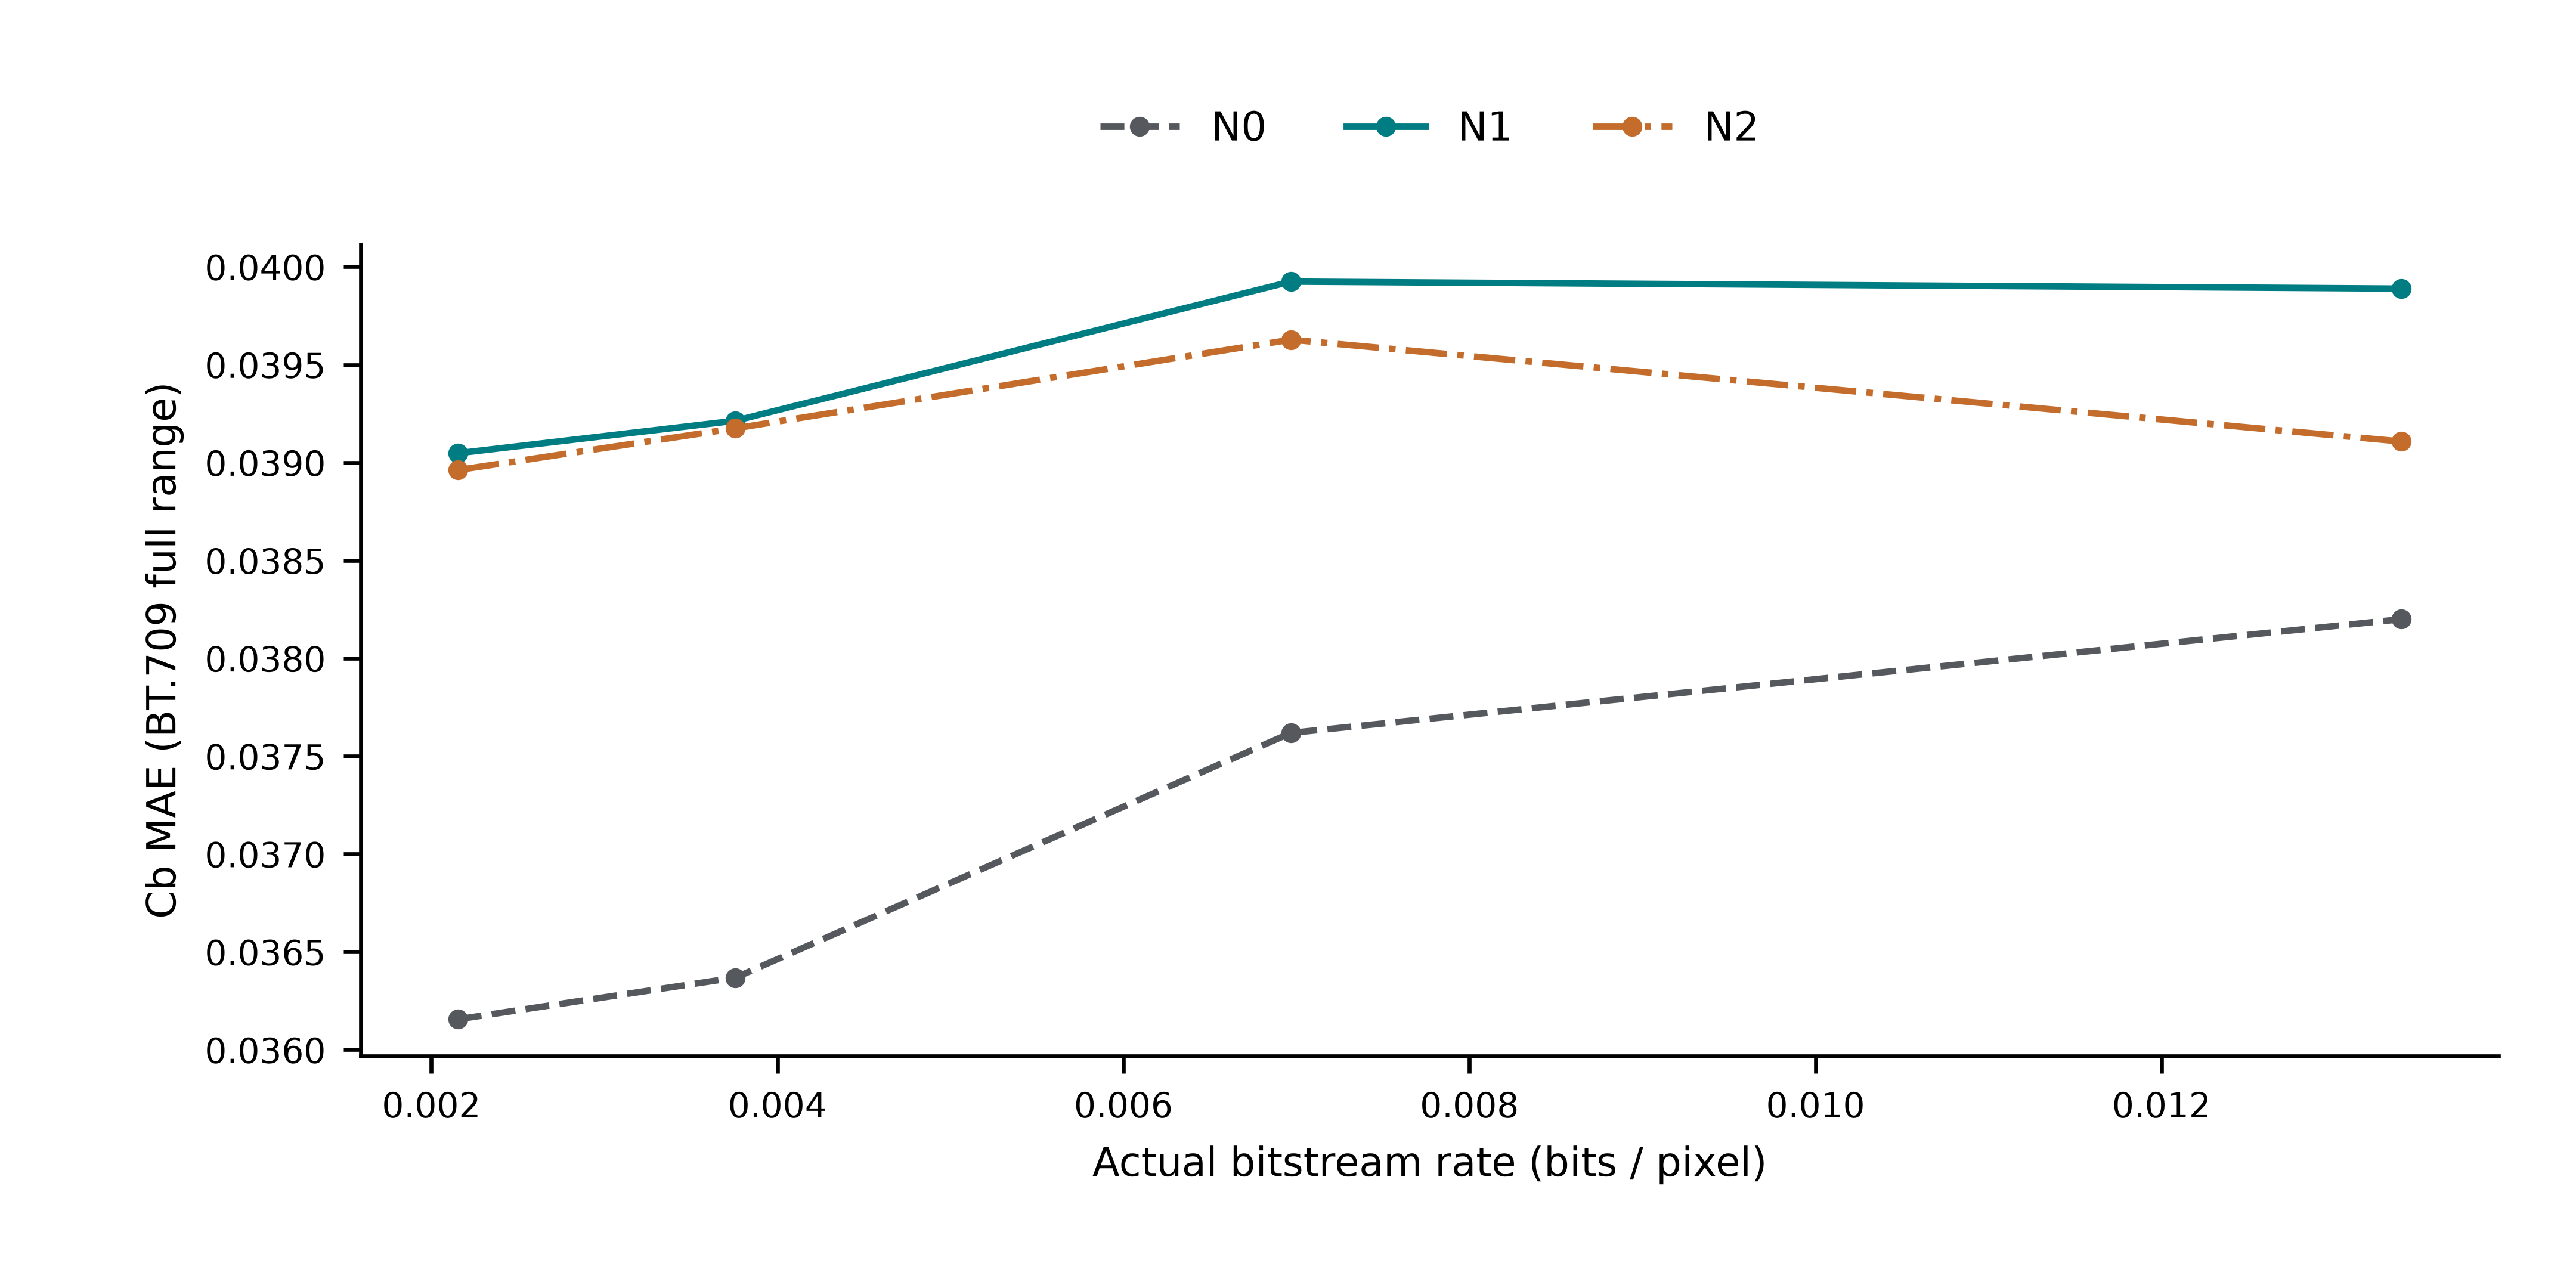 N0 N1 N2
0.0400
0.0395
0.0390
0.0385
0.0380
0.0375
0.0370
0.0365
0.0360
Cb MAE (BT.709 full range)
0.002 0.004 0.006 0.008 0.010 0.012
Actual bitstream rate (bits / pixel)